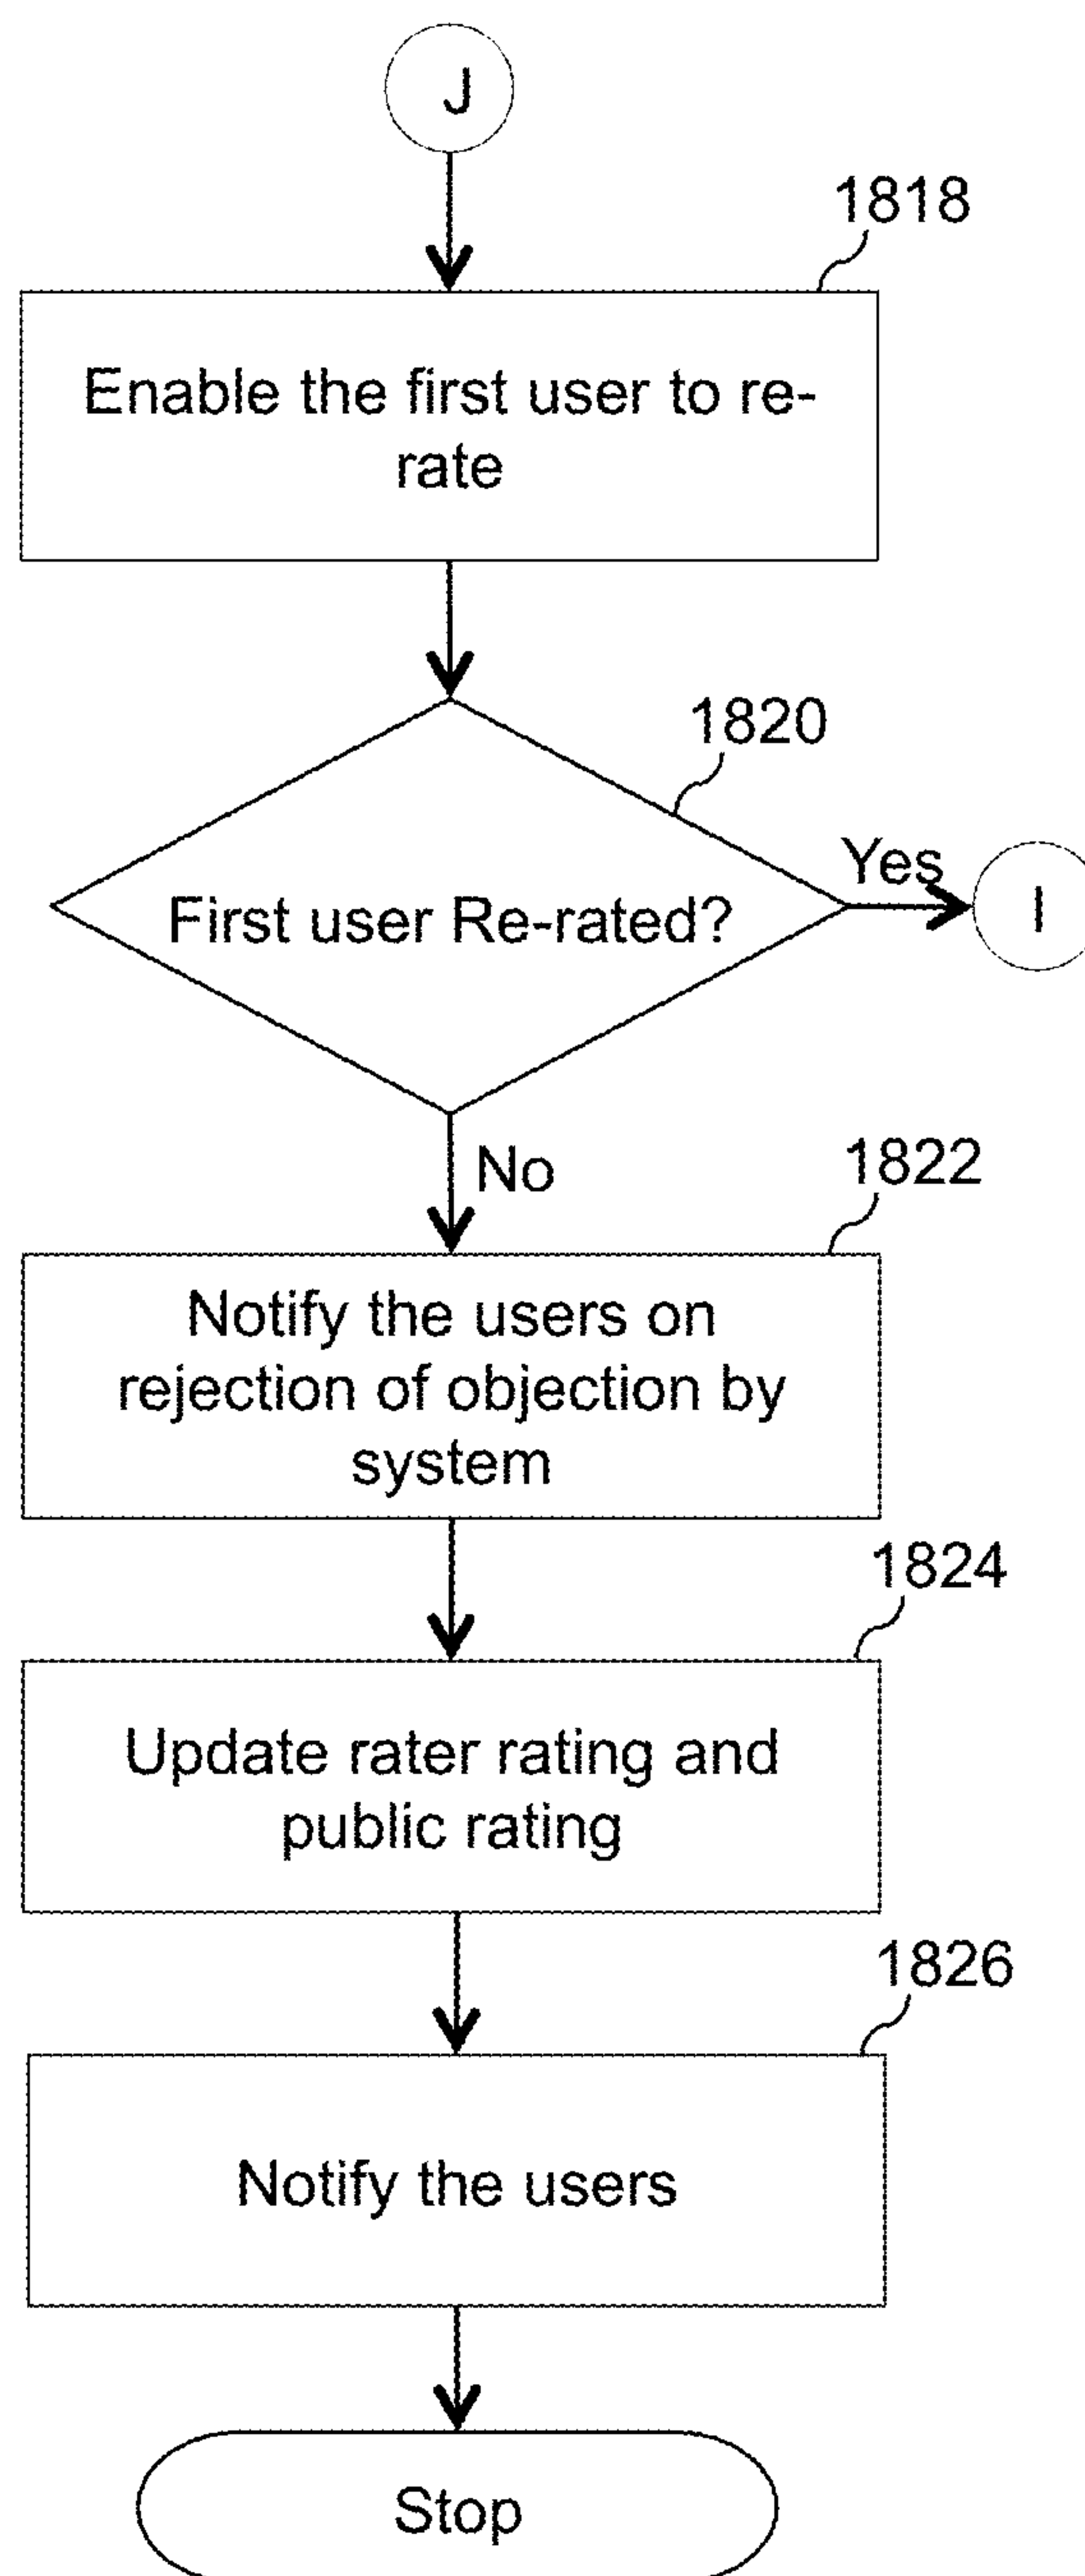 J
1818
Enable the first user to re-
rate
1820
First user Re-rated?
Yes
I
No
1822
Notify the users on
rejection of objection by
system
1824
Update rater rating and
public rating
1826
Notify the users
Stop